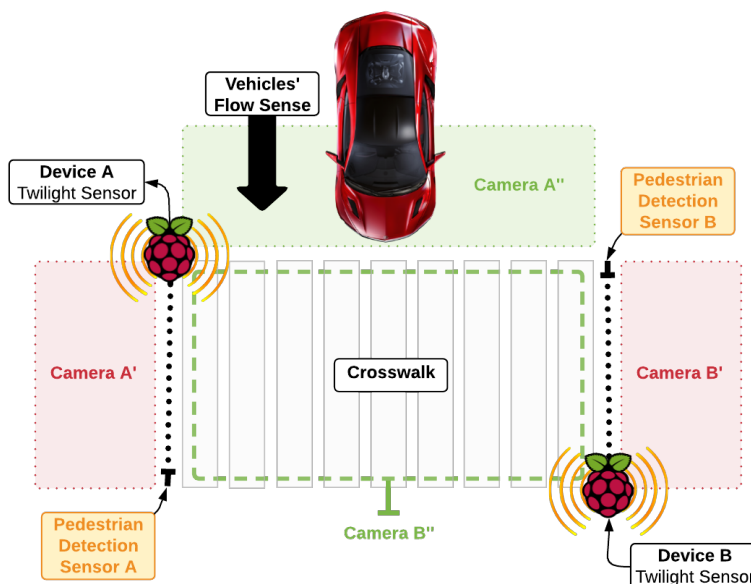 Vehicles'
Flow Sense
Device A
Twilight Sensor
Camera A''
Pedestrian
Detection
Sensor B
Camera A'
Crosswalk
Camera B'
Pedestrian
Detection
Sensor A
Camera B''
Device B
Twilight Sensor